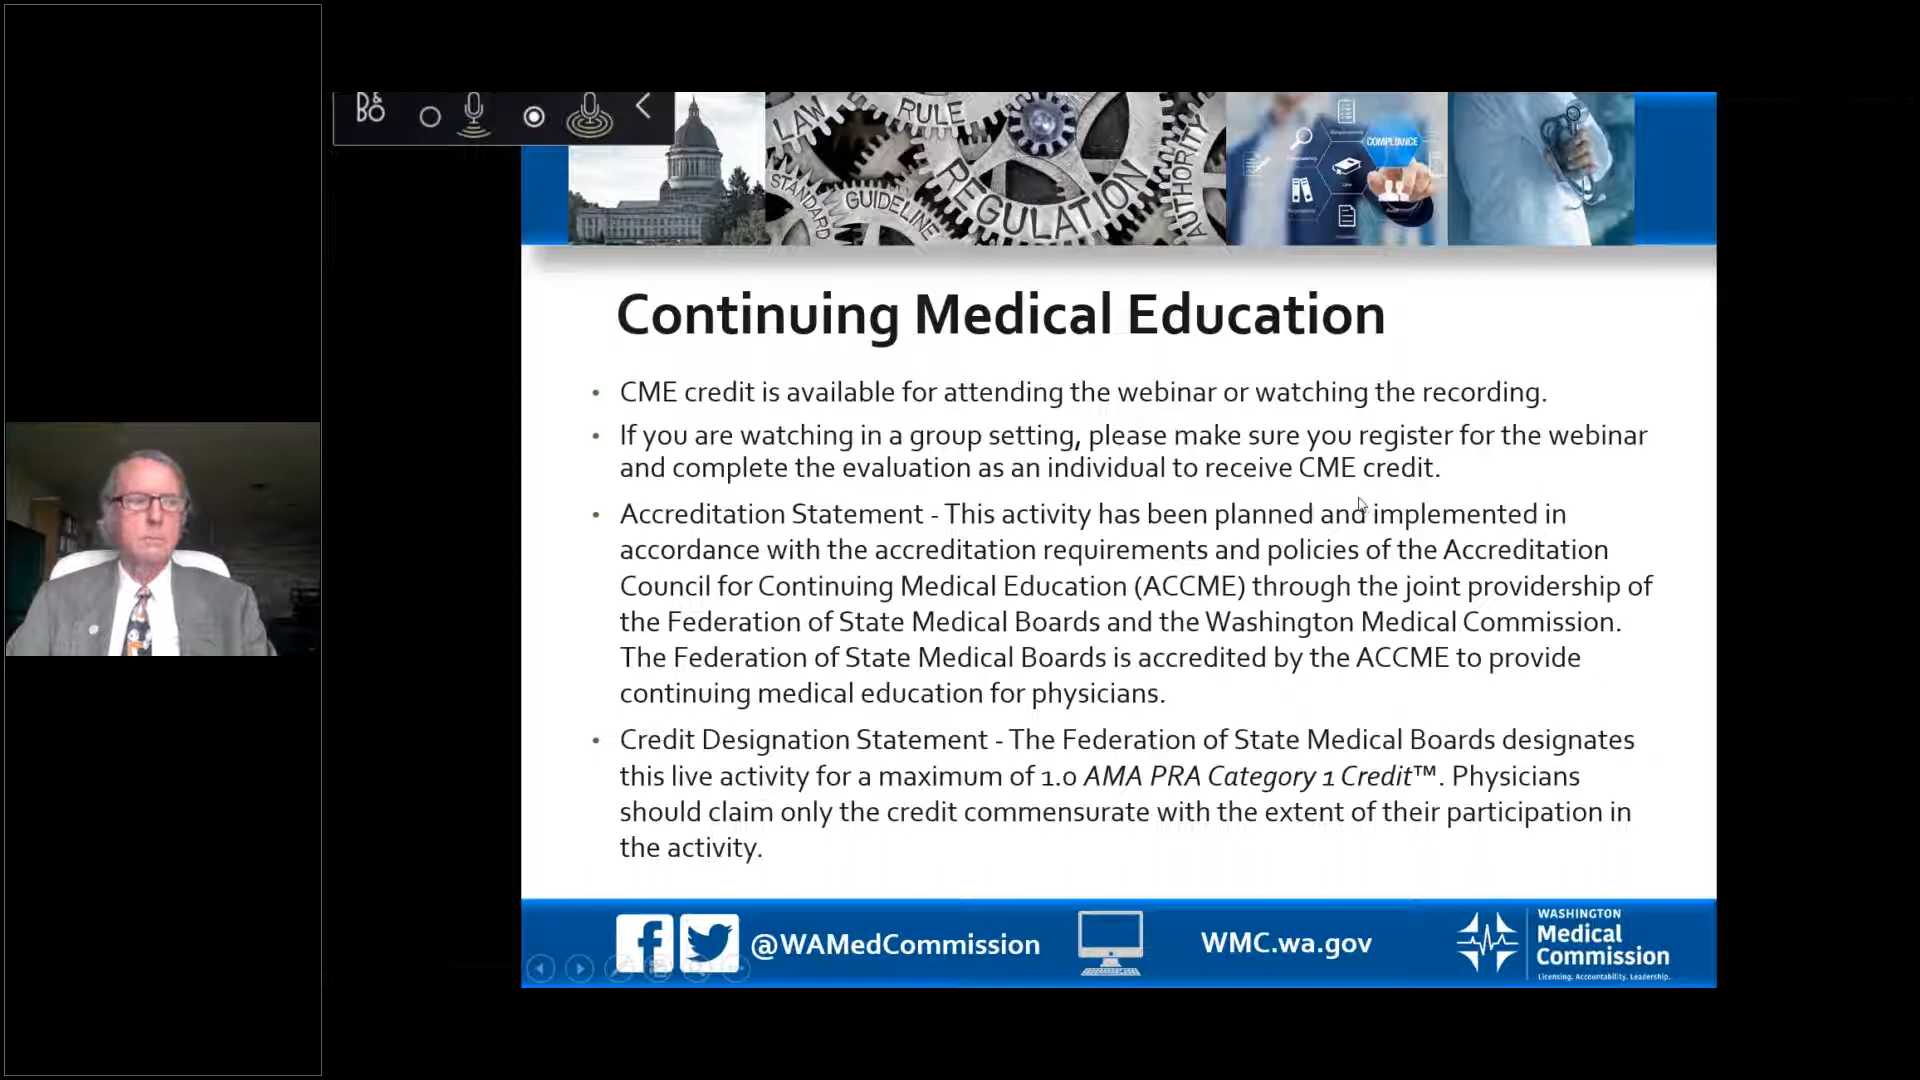 B&
O
LAW
RULE
STANDARD
GUIDELINE
REGULATION
AUTHORITY
COMPLIANCE
Continuing Medical Education
• CME credit is available for attending the webinar or watching the recording.
• If you are watching in a group setting, please make sure you register for the webinar
and complete the evaluation as an individual to receive CME credit.
• Accreditation Statement - This activity has been planned and implemented in
accordance with the accreditation requirements and policies of the Accreditation
Council for Continuing Medical Education (ACCME) through the joint providership of
the Federation of State Medical Boards and the Washington Medical Commission.
The Federation of State Medical Boards is accredited by the ACCME to provide
continuing medical education for physicians.
• Credit Designation Statement - The Federation of State Medical Boards designates
this live activity for a maximum of 1.0 AMA PRA Category 1 Credit™. Physicians
should claim only the credit commensurate with the extent of their participation in
the activity.
@WAMedCommission
WMC.wa.gov
WASHINGTON
Medical
Commission
Licensing. Accountability. Leadership.